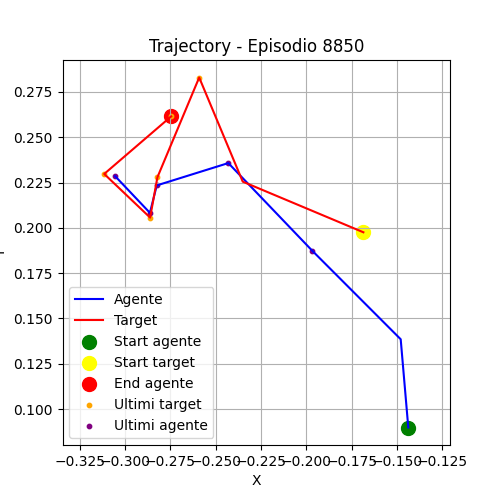 Trajectory - Episodio 8850
0.275
0.250
0.225
0.200
0.175
0.150
0.125
0.100
Agente
Target
Start agente
Start target
End agente
Ultimi target
Ultimi agente
−0.325 −0.300 −0.275 −0.250 −0.225 −0.200 −0.175 −0.150 −0.125
X